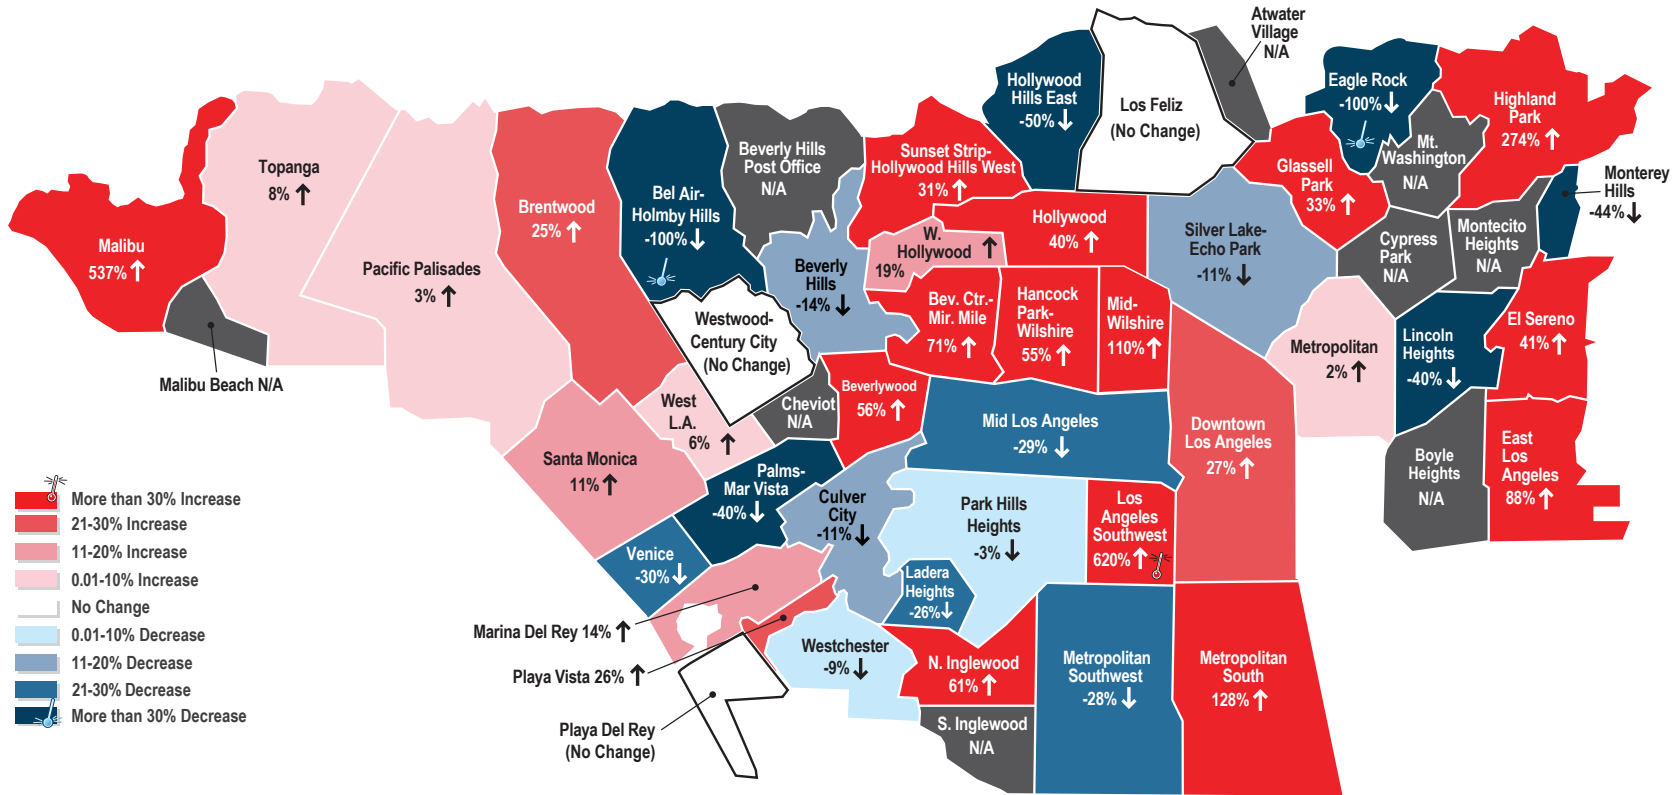 Atwater
Village
N/A
Hollywood
Hills East
-50%
Los Feliz
(No Change)
Eagle Rock
-100%
Highland
Park
274%
Mt.
Washington
N/A
Monterey
Hills
-44%
Topanga
8%
Beverly Hills
Post Office
N/A
Sunset Strip-
Hollywood Hills West
31%
Glassell
Park
33%
Malibu
537%
Pacific Palisades
3%
Brentwood
25%
Bel Air-
Holmby Hills
-100%
Beverly
Hills
-14%
W.
Hollywood
19%
Hollywood
40%
Silver Lake-
Echo Park
-11%
Cypress
Park
N/A
Montecito
Heights
N/A
Malibu Beach N/A
Westwood-
Century City
(No Change)
Bev. Ctr.-
Mir. Mile
71%
Hancock
Park-
Wilshire
55%
Mid-
Wilshire
110%
Metropolitan
2%
Lincoln
Heights
-40%
El Sereno
41%
West
L.A.
6%
Cheviot
N/A
Beverlywood
56%
Mid Los Angeles
-29%
Downtown
Los Angeles
27%
Boyle
Heights
N/A
East
Los
Angeles
88%
Santa Monica
11%
Palms-
Mar Vista
-40%
Culver
City
-11%
Park Hills
Heights
-3%
Los
Angeles
Southwest
620%
Venice
-30%
Ladera
Heights
-26%
Marina Del Rey 14%
Playa Vista 26%
Playa Del Rey
(No Change)
Westchester
-9%
N. Inglewood
61%
S. Inglewood
N/A
Metropolitan
Southwest
-28%
Metropolitan
South
128%
More than 30% Increase
21-30% Increase
11-20% Increase
0.01-10% Increase
No Change
0.01-10% Decrease
11-20% Decrease
21-30% Decrease
More than 30% Decrease